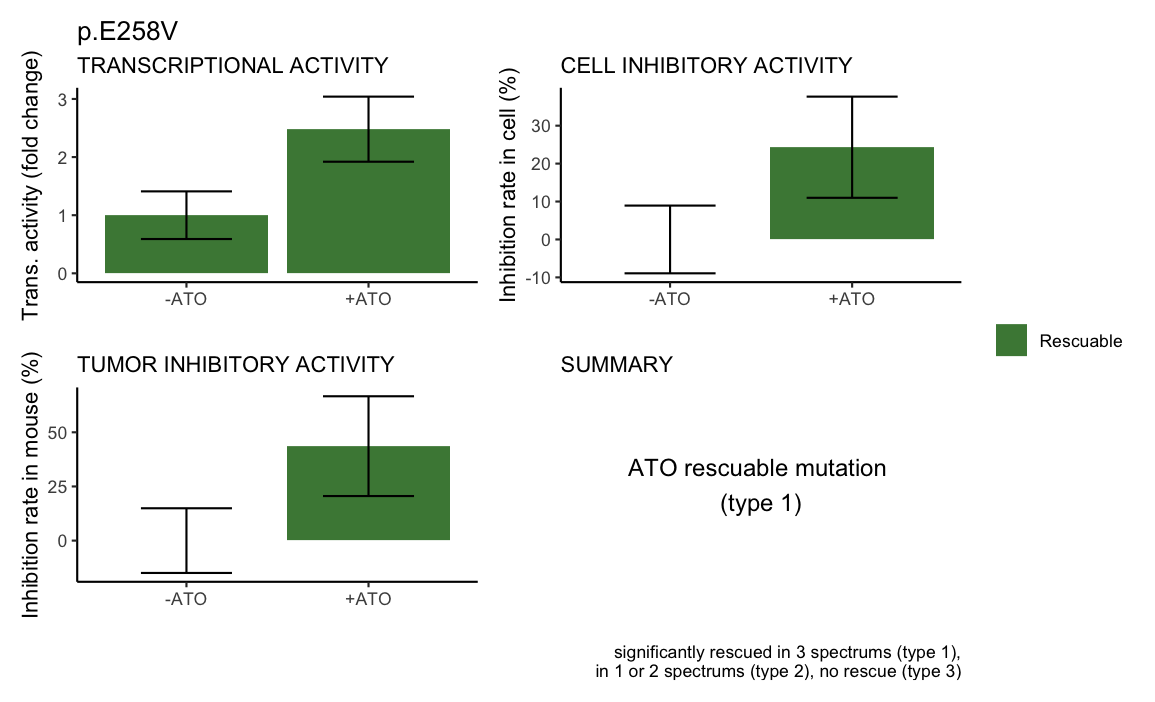 p.E258V
TRANSCRIPTIONAL ACTIVITY
Trans. activity (fold change)
3
2
1
0
-ATO
+ATO
CELL INHIBITORY ACTIVITY
Inhibition rate in cell (%)
30
20
10
0
-10
-ATO
+ATO
TUMOR INHIBITORY ACTIVITY
Inhibition rate in mouse (%)
50
25
0
-ATO
+ATO
SUMMARY
ATO rescuable mutation
(type 1)
significantly rescued in 3 spectrums (type 1),
in 1 or 2 spectrums (type 2), no rescue (type 3)
Rescuable